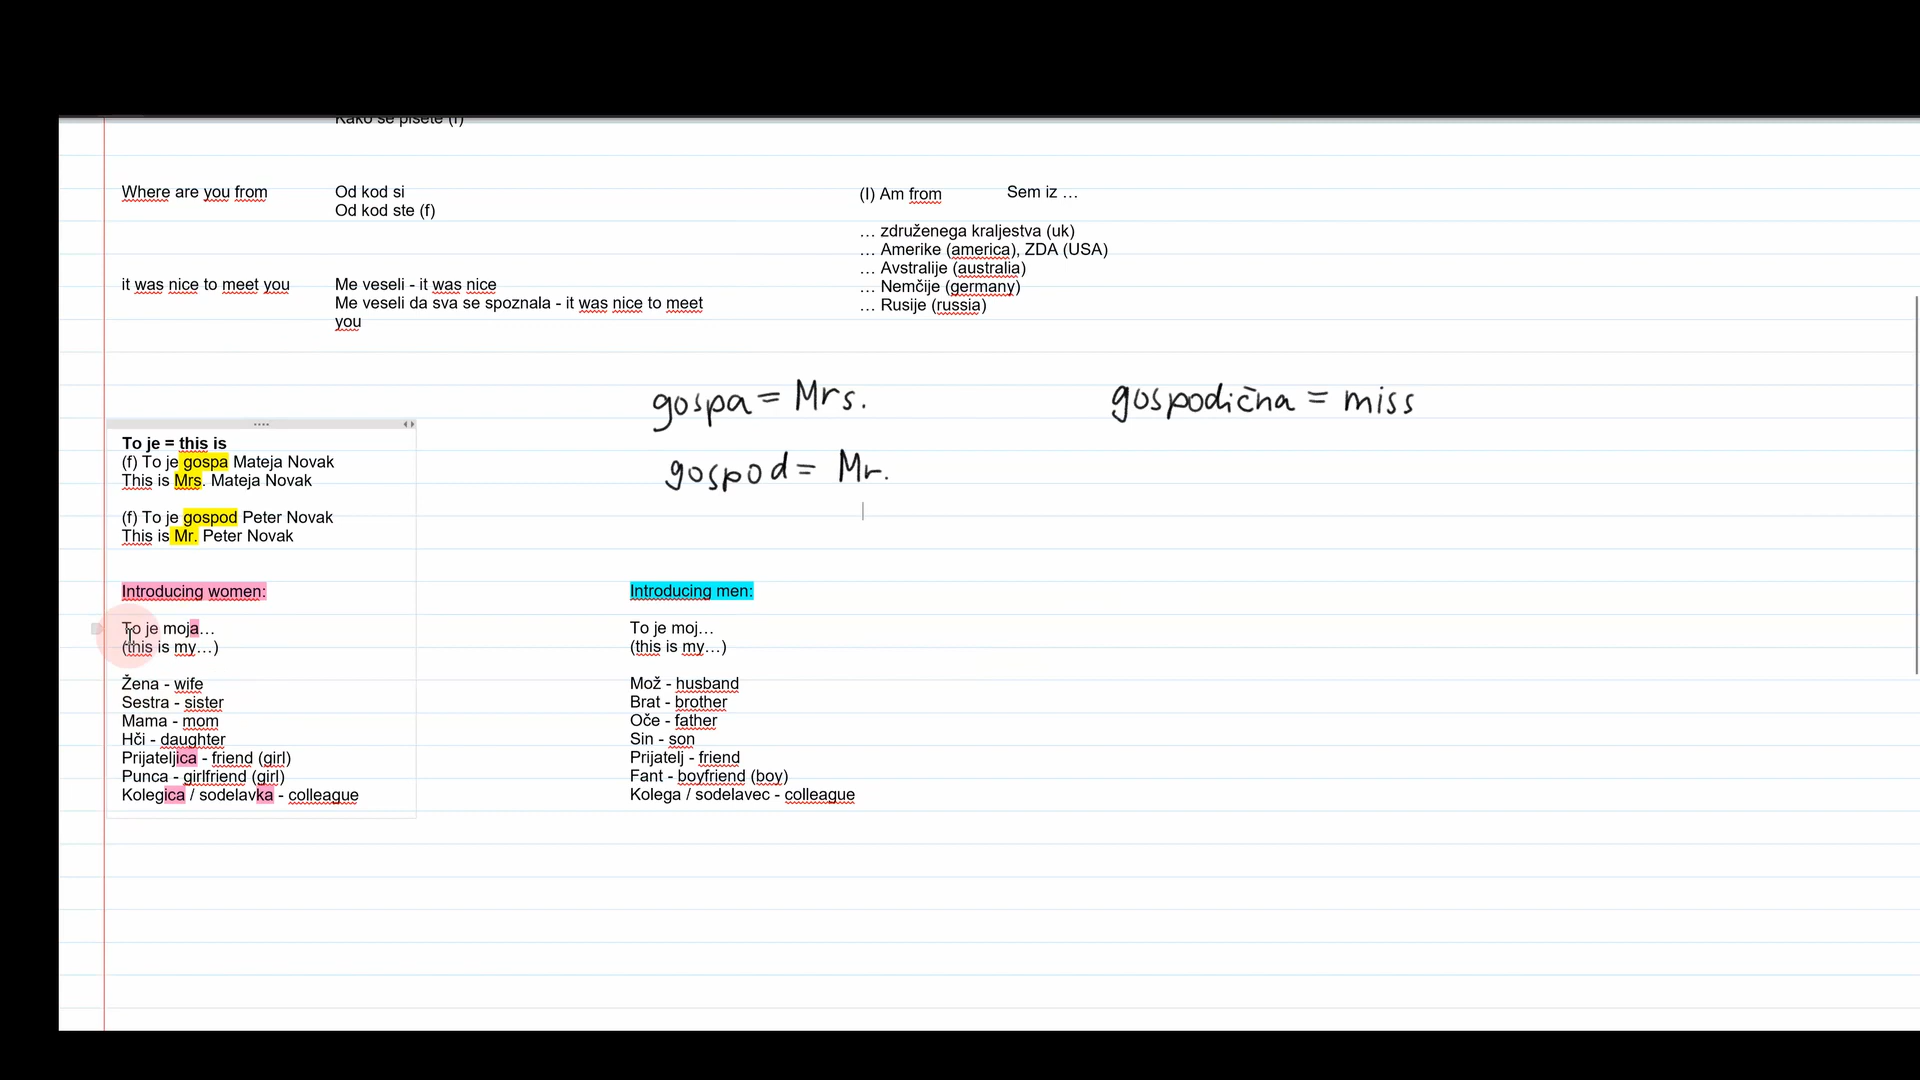 Kako se pišete (f)
Where are you from
Od kod si
Od kod ste (f)
(I) Am from
Sem iz …
… združenega kraljestva (uk)
… Amerike (america), ZDA (USA)
… Avstralije (australia)
… Nemčije (germany)
… Rusije (russia)
it was nice to meet you
Me veseli - it was nice
Me veseli da sva se spoznala - it was nice to meet
you
gospa = Mrs.
gospodična = miss
gospod = Mr.
To je = this is
(f) To je gospa Mateja Novak
This is Mrs. Mateja Novak
(f) To je gospod Peter Novak
This is Mr. Peter Novak
Introducing women:
To je moja…
(this is my…)
Žena - wife
Sestra - sister
Mama - mom
Hči - daughter
Prijateljica - friend (girl)
Punca - girlfriend (girl)
Kolegica / sodelavka - colleague
Introducing men:
To je moj…
(this is my…)
Mož - husband
Brat - brother
Oče - father
Sin - son
Prijatelj - friend
Fant - boyfriend (boy)
Kolega / sodelavec - colleague